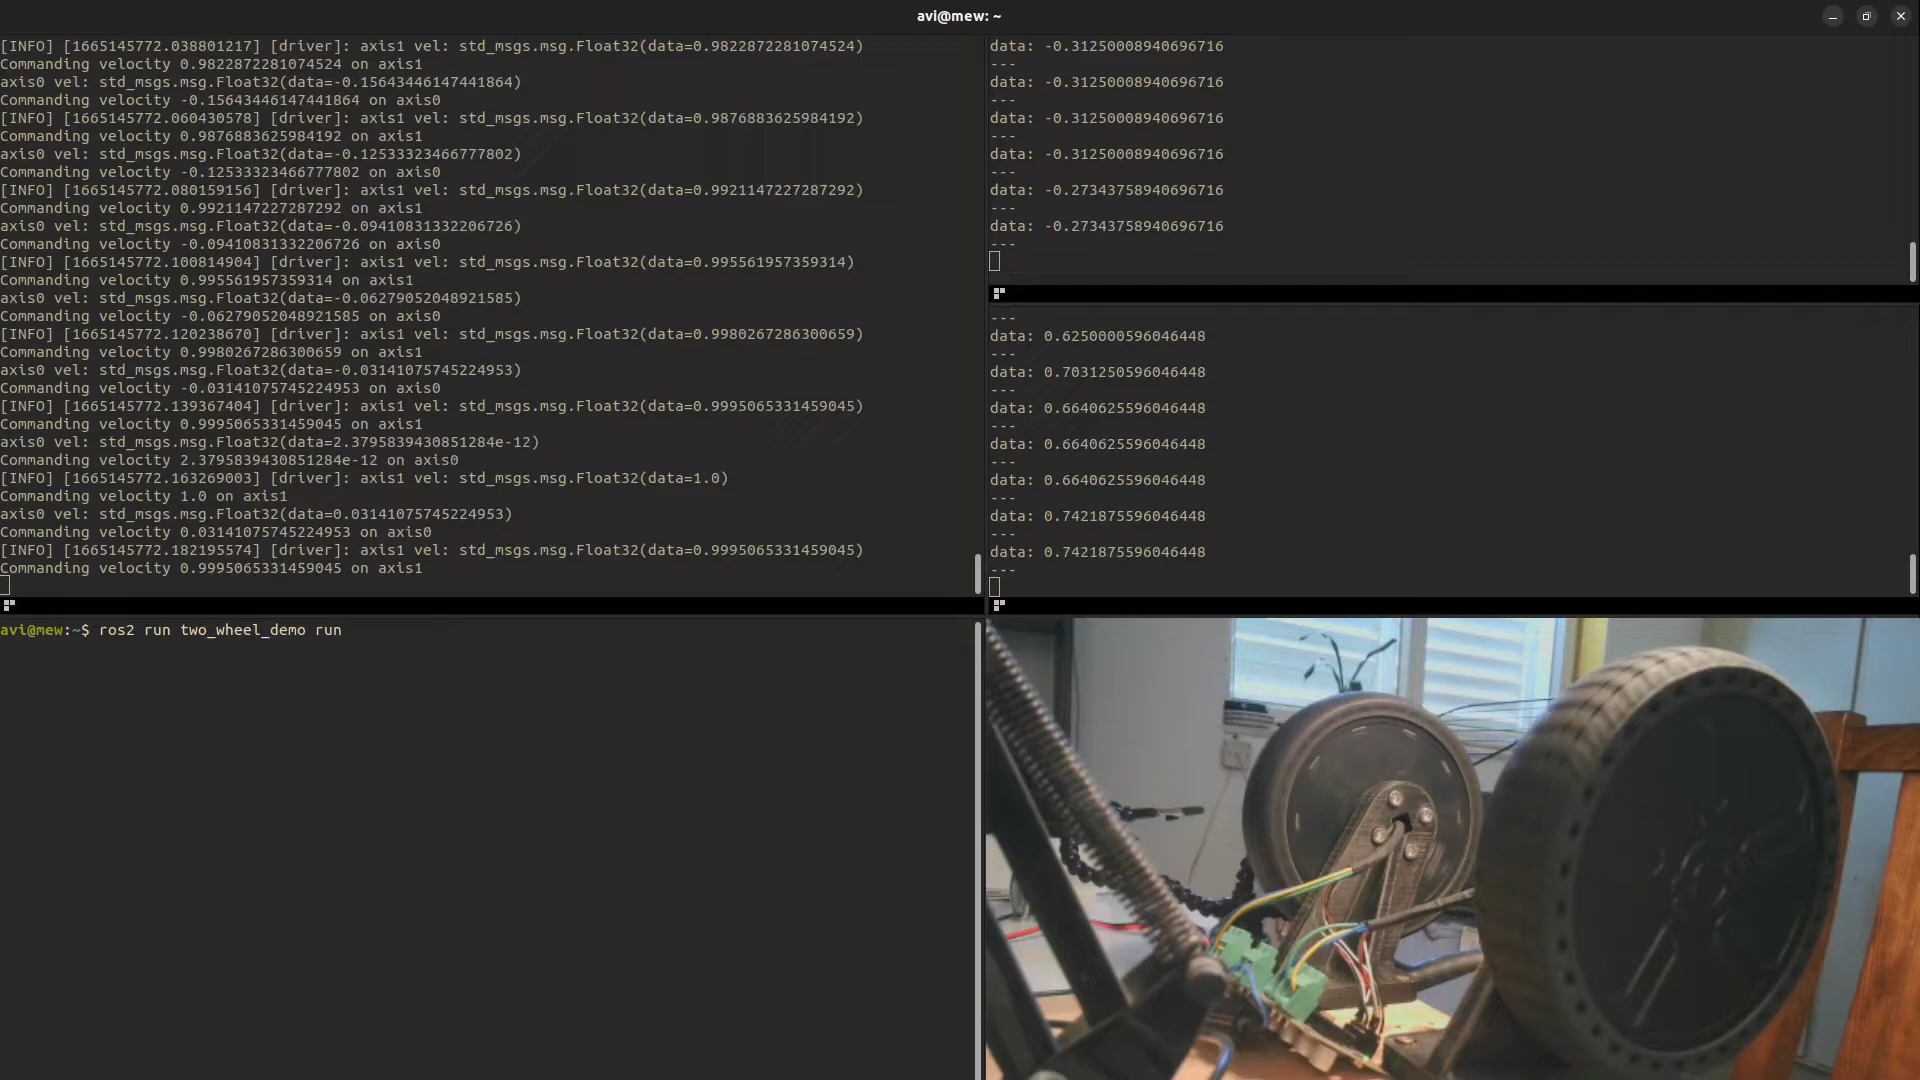 avi@mew: ~
[INFO] [1665145772.038801217] [driver]: axis1 vel: std_msgs.msg.Float32(data=0.9822872281074524)
Commanding velocity 0.9822872281074524 on axis1
axis0 vel: std_msgs.msg.Float32(data=-0.15643446147441864)
Commanding velocity -0.15643446147441864 on axis0
[INFO] [1665145772.060430578] [driver]: axis1 vel: std_msgs.msg.Float32(data=0.9876883625984192)
Commanding velocity 0.9876883625984192 on axis1
axis0 vel: std_msgs.msg.Float32(data=-0.12533323466777802)
Commanding velocity -0.12533323466777802 on axis0
[INFO] [1665145772.080159156] [driver]: axis1 vel: std_msgs.msg.Float32(data=0.9921147227287292)
Commanding velocity 0.9921147227287292 on axis1
axis0 vel: std_msgs.msg.Float32(data=-0.09410831332206726)
Commanding velocity -0.09410831332206726 on axis0
[INFO] [1665145772.100814904] [driver]: axis1 vel: std_msgs.msg.Float32(data=0.995561957359314)
Commanding velocity 0.995561957359314 on axis1
axis0 vel: std_msgs.msg.Float32(data=-0.06279052048921585)
Commanding velocity -0.06279052048921585 on axis0
[INFO] [1665145772.120238670] [driver]: axis1 vel: std_msgs.msg.Float32(data=0.9980267286300659)
Commanding velocity 0.9980267286300659 on axis1
axis0 vel: std_msgs.msg.Float32(data=-0.03141075745224953)
Commanding velocity -0.03141075745224953 on axis0
[INFO] [1665145772.139367404] [driver]: axis1 vel: std_msgs.msg.Float32(data=0.9995065331459045)
Commanding velocity 0.9995065331459045 on axis1
axis0 vel: std_msgs.msg.Float32(data=2.3795839430851284e-12)
Commanding velocity 2.3795839430851284e-12 on axis0
[INFO] [1665145772.163269003] [driver]: axis1 vel: std_msgs.msg.Float32(data=1.0)
Commanding velocity 1.0 on axis1
axis0 vel: std_msgs.msg.Float32(data=0.03141075745224953)
Commanding velocity 0.03141075745224953 on axis0
[INFO] [1665145772.182195574] [driver]: axis1 vel: std_msgs.msg.Float32(data=0.9995065331459045)
Commanding velocity 0.9995065331459045 on axis1
data: -0.31250008940696716
---
data: -0.31250008940696716
---
data: -0.31250008940696716
---
data: -0.31250008940696716
---
data: -0.27343758940696716
---
data: -0.27343758940696716
---
---
data: 0.6250000596046448
---
data: 0.7031250596046448
---
data: 0.6640625596046448
---
data: 0.6640625596046448
---
data: 0.6640625596046448
---
data: 0.7421875596046448
---
data: 0.7421875596046448
---
avi@mew:~$ ros2 run two_wheel_demo run